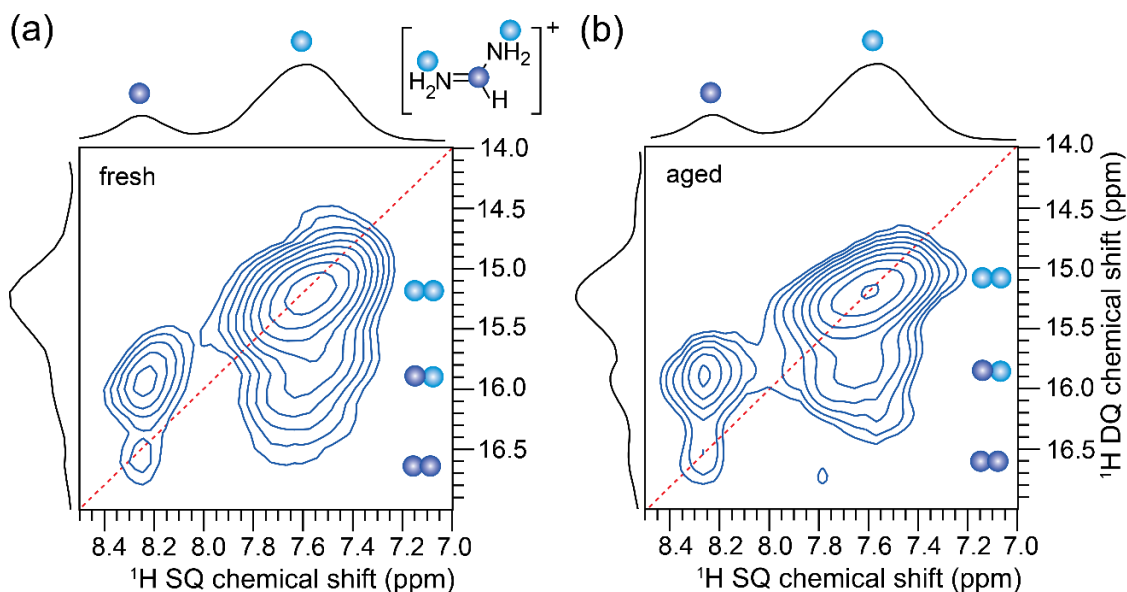 (a)
[H₂N=CH–NH₂]⁺
fresh
14.0
14.5
15.0
15.5
16.0
16.5
8.4 8.2 8.0 7.8 7.6 7.4 7.2 7.0
¹H SQ chemical shift (ppm)
(b)
aged
14.0
14.5
15.0
15.5
16.0
16.5
¹H DQ chemical shift (ppm)
8.4 8.2 8.0 7.8 7.6 7.4 7.2 7.0
¹H SQ chemical shift (ppm)